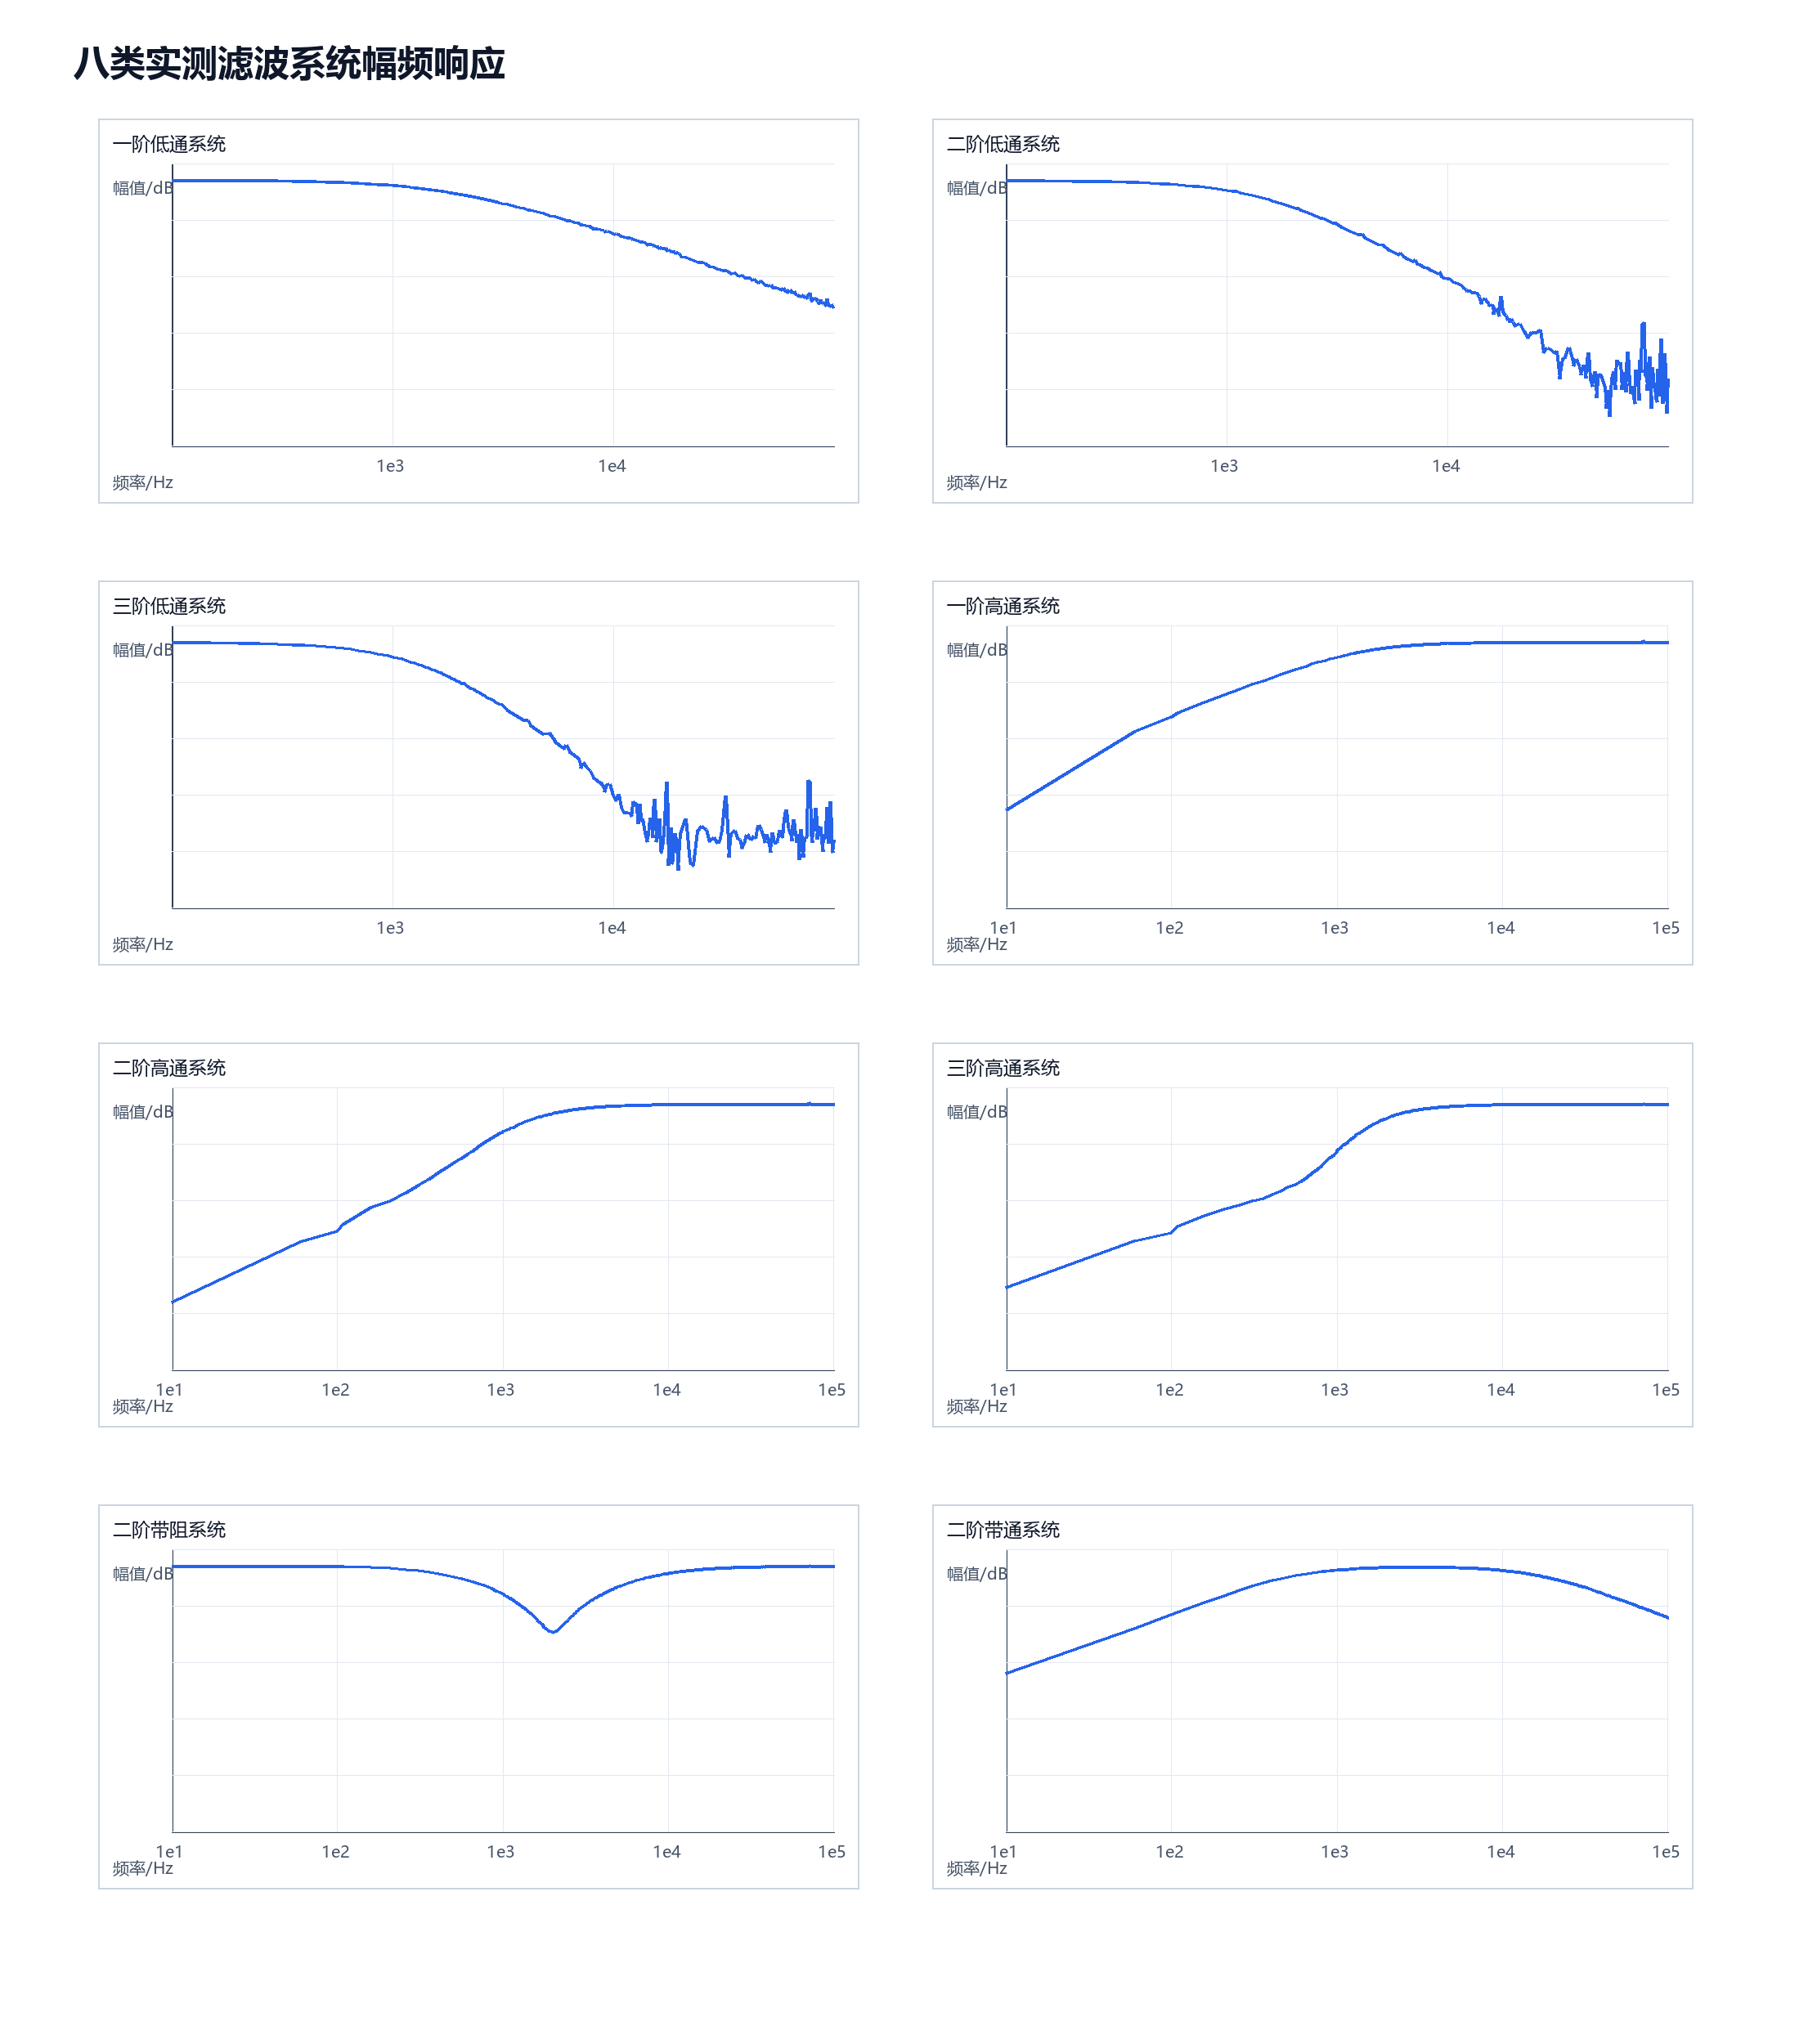 八类实测滤波系统幅频响应
一阶低通系统
幅值/dB
1e3 1e4
频率/Hz
二阶低通系统
幅值/dB
1e3 1e4
频率/Hz
三阶低通系统
幅值/dB
1e3 1e4
频率/Hz
一阶高通系统
幅值/dB
1e1 1e2 1e3 1e4 1e5
频率/Hz
二阶高通系统
幅值/dB
1e1 1e2 1e3 1e4 1e5
频率/Hz
三阶高通系统
幅值/dB
1e1 1e2 1e3 1e4 1e5
频率/Hz
二阶带阻系统
幅值/dB
1e1 1e2 1e3 1e4 1e5
频率/Hz
二阶带通系统
幅值/dB
1e1 1e2 1e3 1e4 1e5
频率/Hz